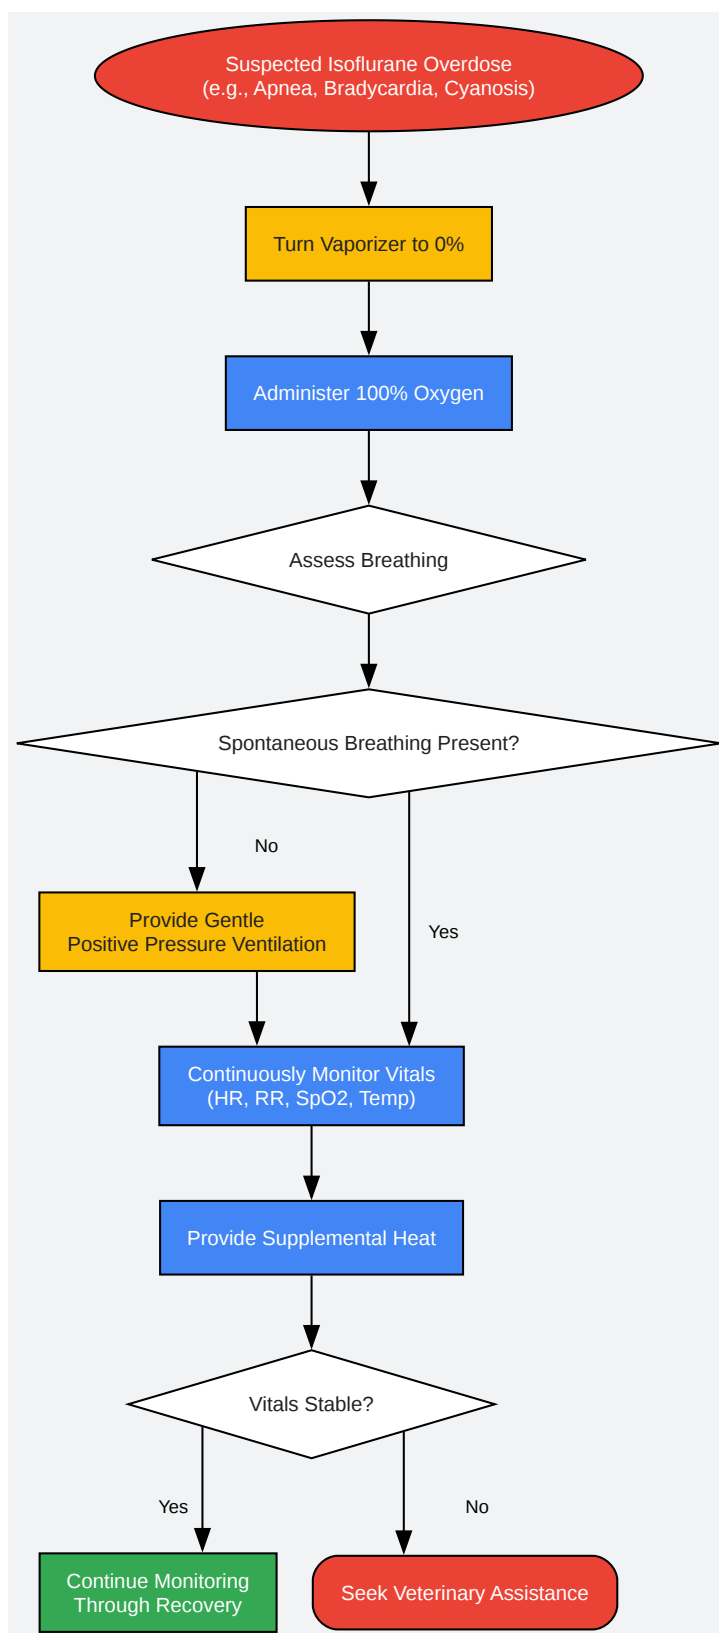 Suspected Isoflurane Overdose
(e.g., Apnea, Bradycardia, Cyanosis)
Turn Vaporizer to 0%
Administer 100% Oxygen
Assess Breathing
Spontaneous Breathing Present?
No
Provide Gentle
Positive Pressure Ventilation
Yes
Continuously Monitor Vitals
(HR, RR, SpO2, Temp)
Provide Supplemental Heat
Vitals Stable?
Yes
No
Continue Monitoring
Through Recovery
Seek Veterinary Assistance